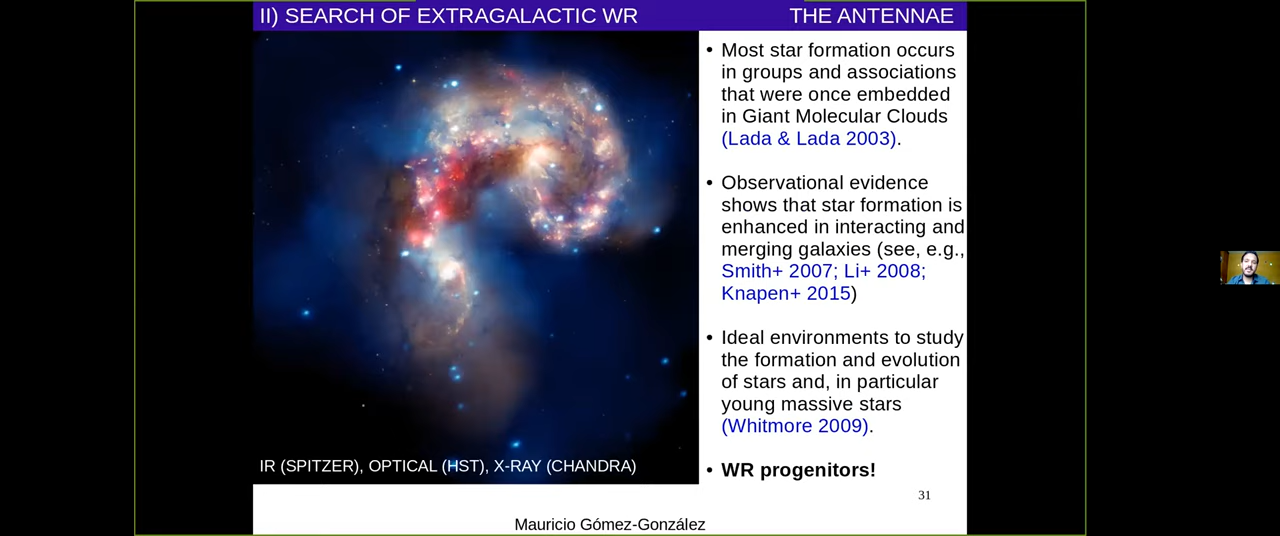 II) SEARCH OF EXTRAGALACTIC WR THE ANTENNAE
• Most star formation occurs
in groups and associations
that were once embedded
in Giant Molecular Clouds
(Lada & Lada 2003).
• Observational evidence
shows that star formation is
enhanced in interacting and
merging galaxies (see, e.g.,
Smith+ 2007; Li+ 2008;
Knapen+ 2015)
• Ideal environments to study
the formation and evolution
of stars and, in particular
young massive stars
(Whitmore 2009).
• WR progenitors!
IR (SPITZER), OPTICAL (HST), X-RAY (CHANDRA)
31
Mauricio Gómez-González